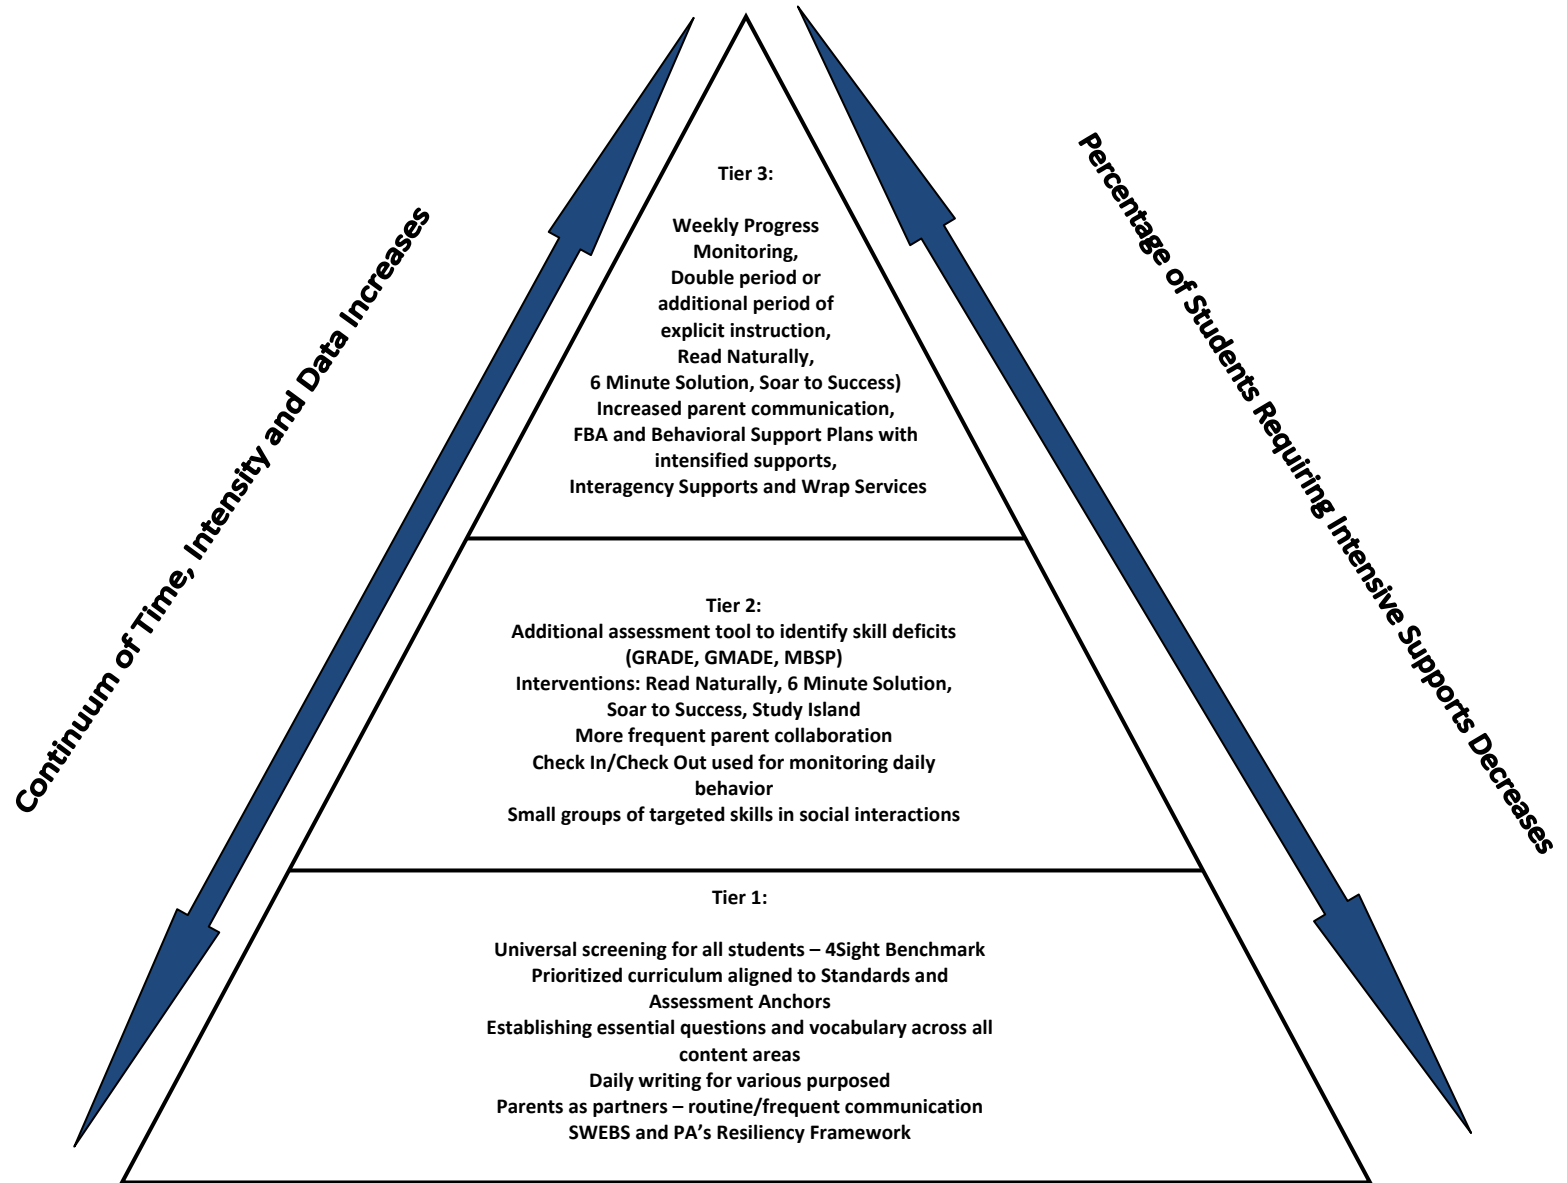 Continuum of Time, Intensity and Data Increases
Percentage of Students Requiring Intensive Supports Decreases
Tier 3:
Weekly Progress
Monitoring,
Double period or
additional period of
explicit instruction,
Read Naturally,
6 Minute Solution, Soar to Success)
Increased parent communication,
FBA and Behavioral Support Plans with
intensified supports,
Interagency Supports and Wrap Services
Tier 2:
Additional assessment tool to identify skill deficits
(GRADE, GMADE, MBSP)
Interventions: Read Naturally, 6 Minute Solution,
Soar to Success, Study Island
More frequent parent collaboration
Check In/Check Out used for monitoring daily
behavior
Small groups of targeted skills in social interactions
Tier 1:
Universal screening for all students – 4Sight Benchmark
Prioritized curriculum aligned to Standards and
Assessment Anchors
Establishing essential questions and vocabulary across all
content areas
Daily writing for various purposed
Parents as partners – routine/frequent communication
SWEBS and PA’s Resiliency Framework